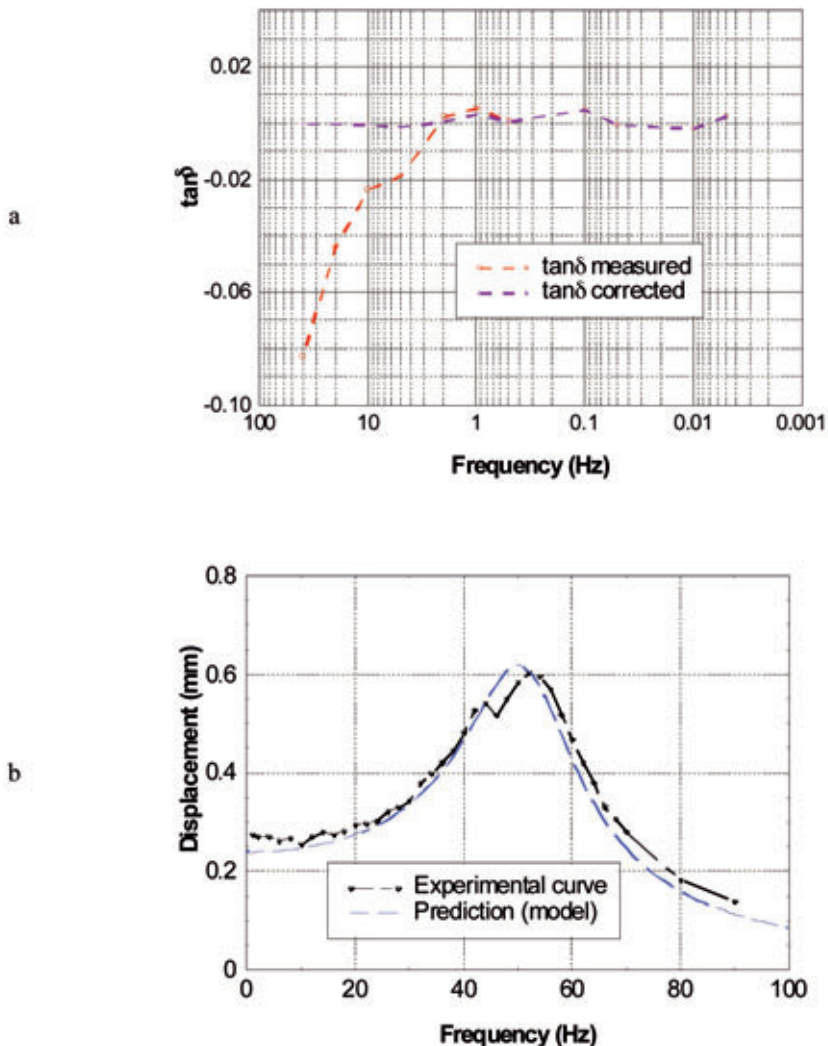 a
0.02
-0.02
-0.06
-0.10
tanδ
tanδ measured
tanδ corrected
100 10 1 0.1 0.01 0.001
Frequency (Hz)
b
0.8
0.6
0.4
0.2
0
Displacement (mm)
Experimental curve
Prediction (model)
0 20 40 60 80 100
Frequency (Hz)